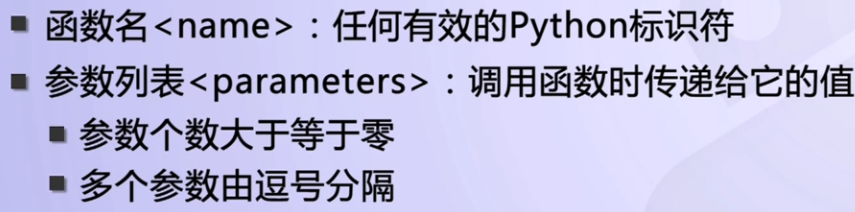 函数名<name>：任何有效的Python标识符
参数列表<parameters>：调用函数时传递给它的值
参数个数大于等于零
多个参数由逗号分隔